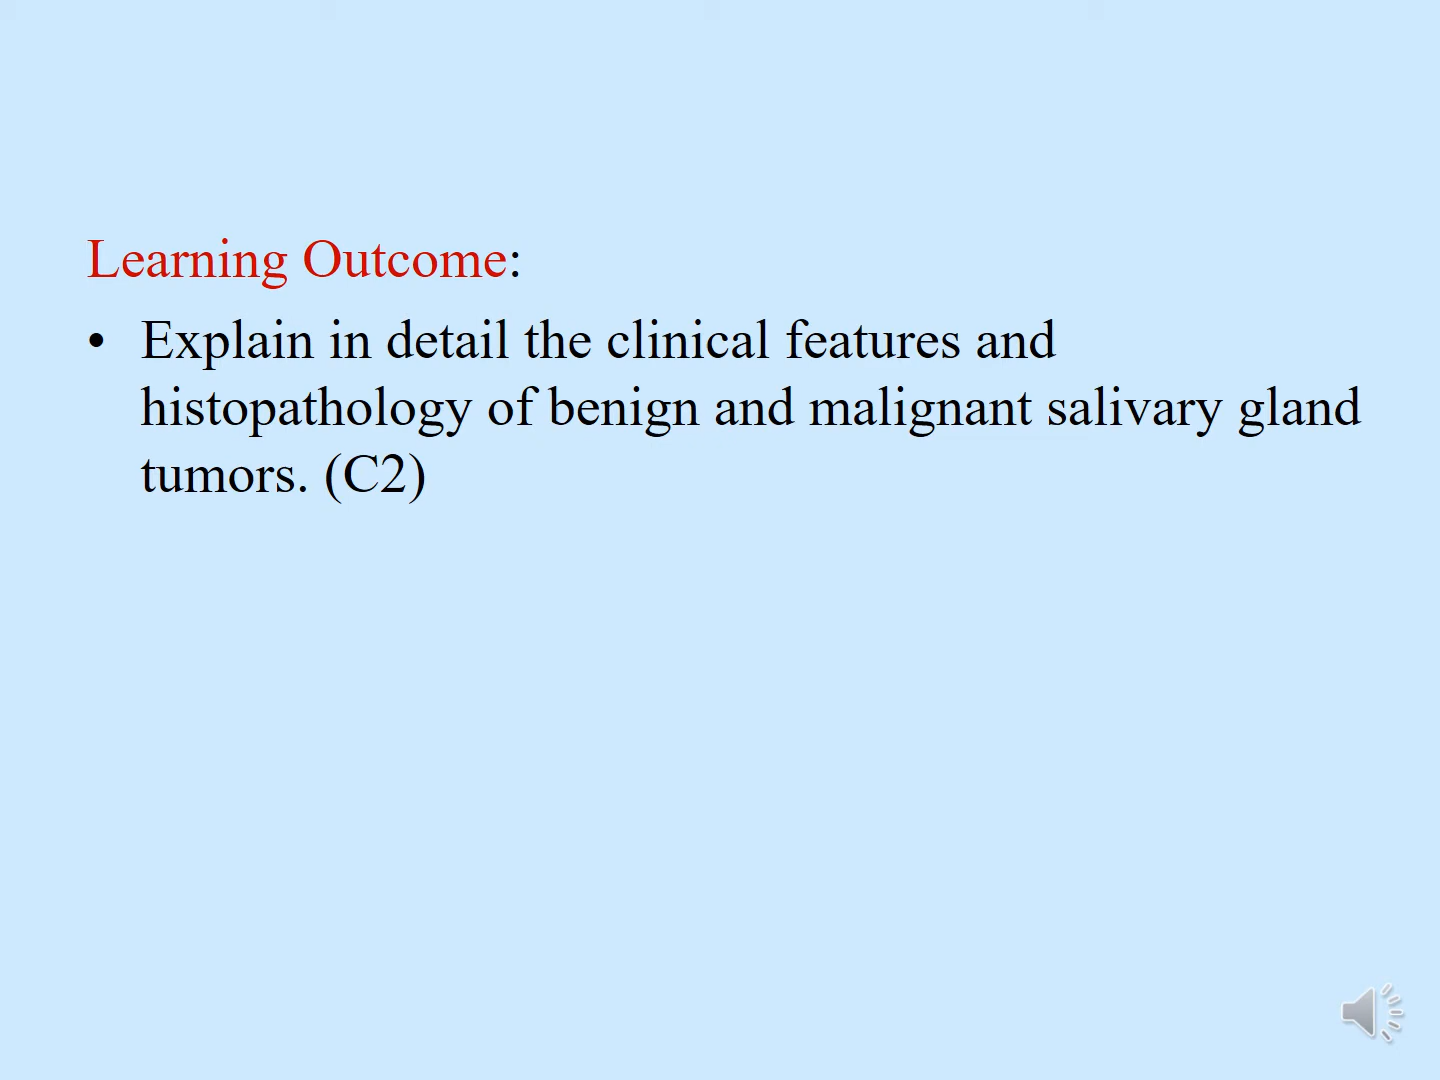 Learning Outcome:
• Explain in detail the clinical features and
histopathology of benign and malignant salivary gland
tumors. (C2)